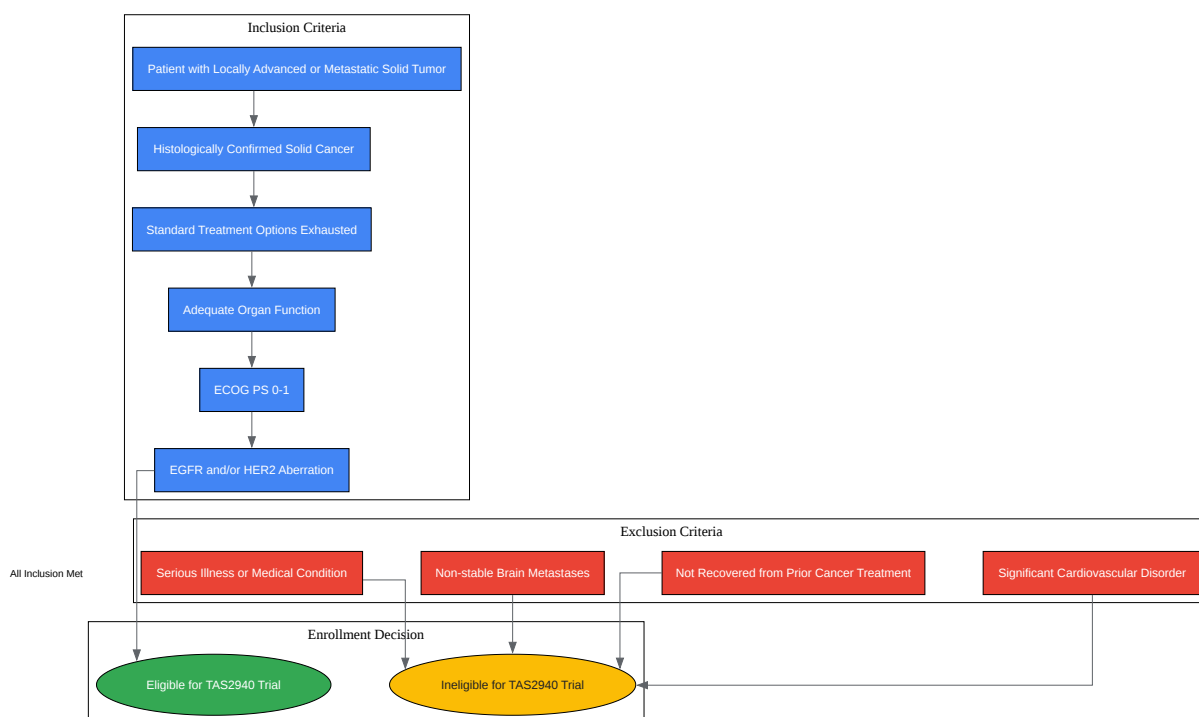 Inclusion Criteria
Patient with Locally Advanced or Metastatic Solid Tumor
Histologically Confirmed Solid Cancer
Standard Treatment Options Exhausted
Adequate Organ Function
ECOG PS 0-1
EGFR and/or HER2 Aberration
Exclusion Criteria
All Inclusion Met
Serious Illness or Medical Condition
Non-stable Brain Metastases
Not Recovered from Prior Cancer Treatment
Significant Cardiovascular Disorder
Enrollment Decision
Eligible for TAS2940 Trial
Ineligible for TAS2940 Trial